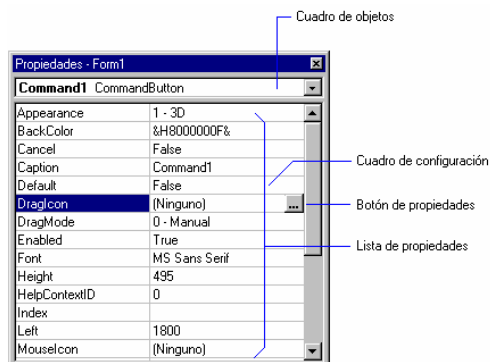 Cuadro de objetos
Propiedades - Form1
Command1 CommandButton
Appearance 1 - 3D
BackColor &H8000000F&
Cancel False
Caption Command1
Cuadro de configuración
Default False
DragIcon (Ninguno) ...
Botón de propiedades
DragMode 0 - Manual
Enabled True
Lista de propiedades
Font MS Sans Serif
Height 495
HelpContextID 0
Index
Left 1800
MouseIcon (Ninguno)